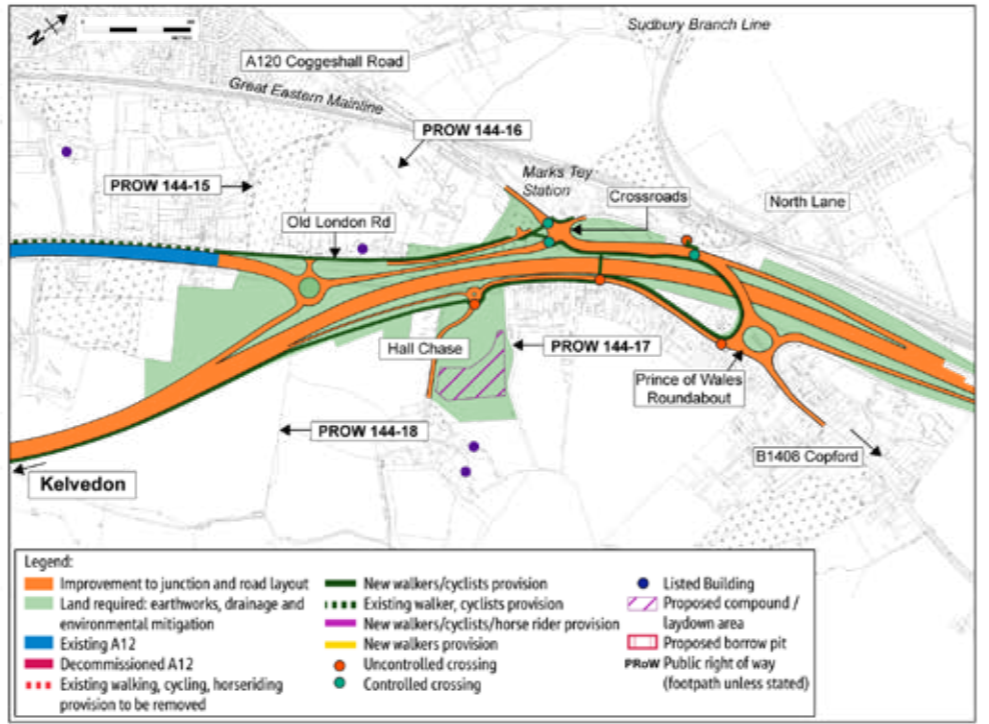 N
Sudbury Branch Line
A120 Coggeshall Road
Great Eastern Mainline
PROW 144-16
Marks Tey
Station
PROW 144-15
Crossroads
North Lane
Old London Rd
Hall Chase
PROW 144-17
Prince of Wales
Roundabout
PROW 144-18
B1408 Copford
Kelvedon
Legend:
Improvement to junction and road layout
Land required: earthworks, drainage and
environmental mitigation
Existing A12
Decommissioned A12
Existing walking, cycling, horseriding
provision to be removed
New walkers/cyclists provision
Existing walker, cyclists provision
New walkers/cyclists/horse rider provision
New walkers provision
Uncontrolled crossing
Controlled crossing
Listed Building
Proposed compound /
laydown area
Proposed borrow pit
PRoW Public right of way
(footpath unless stated)